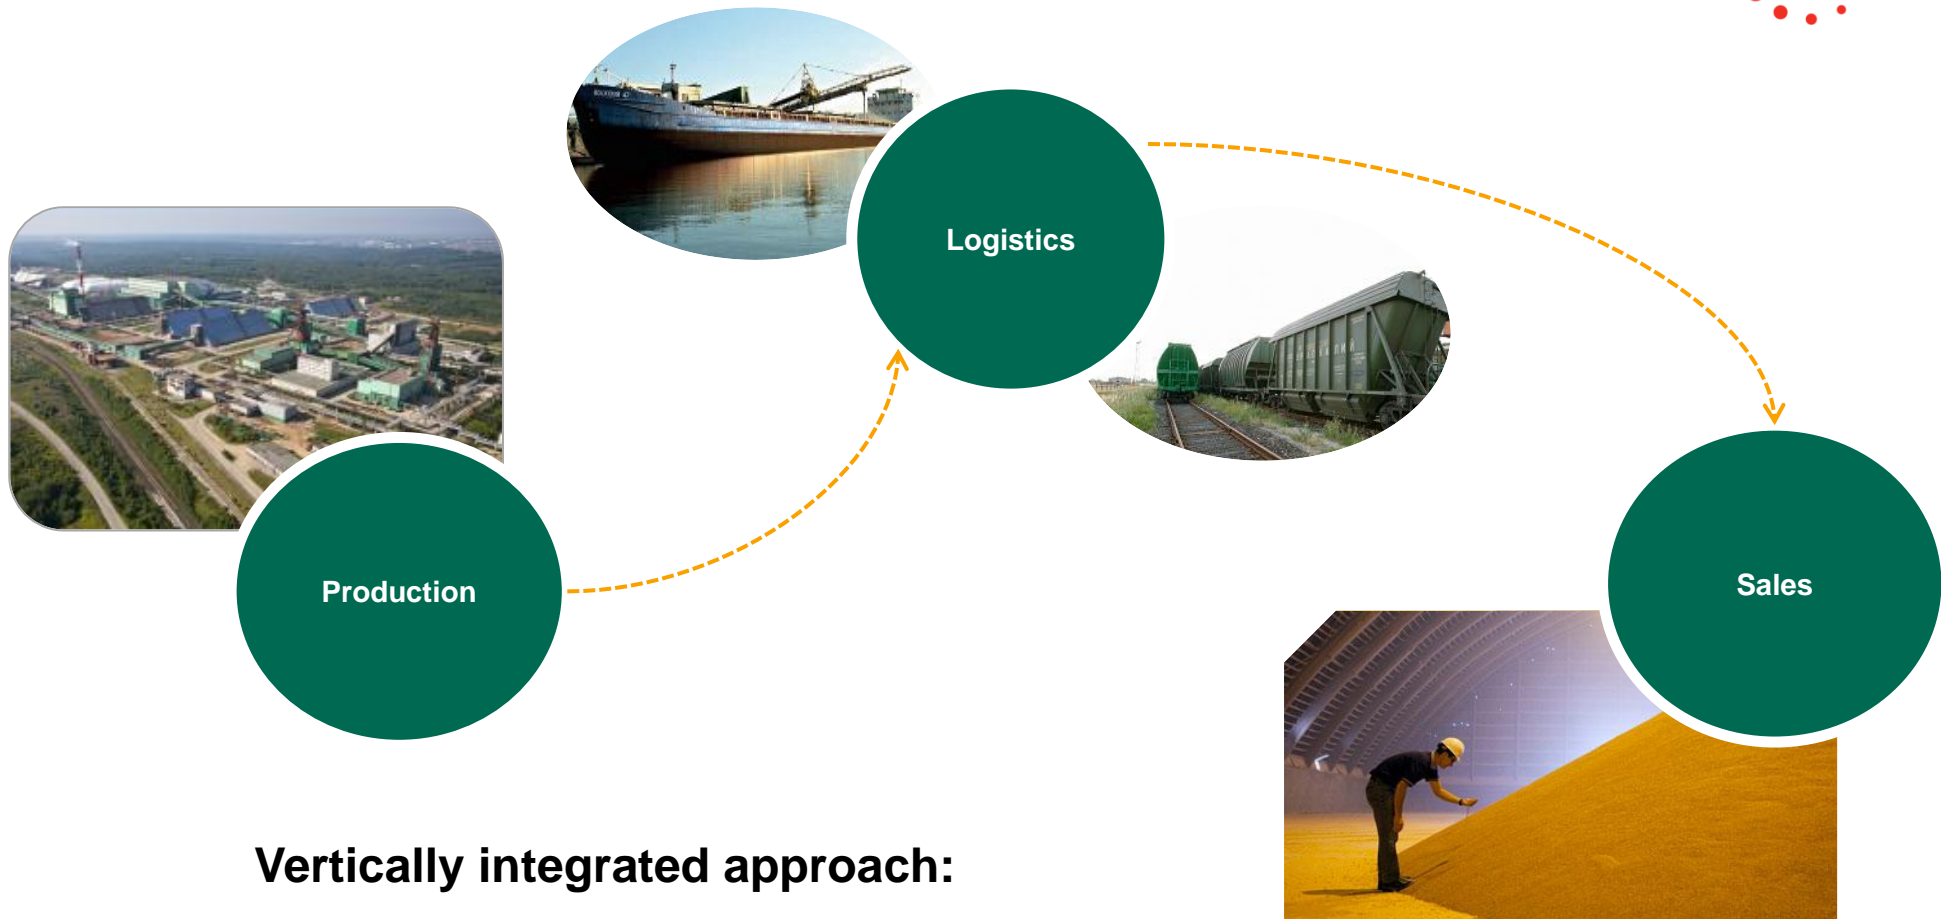 Logistics
Production
Sales
Vertically integrated approach: